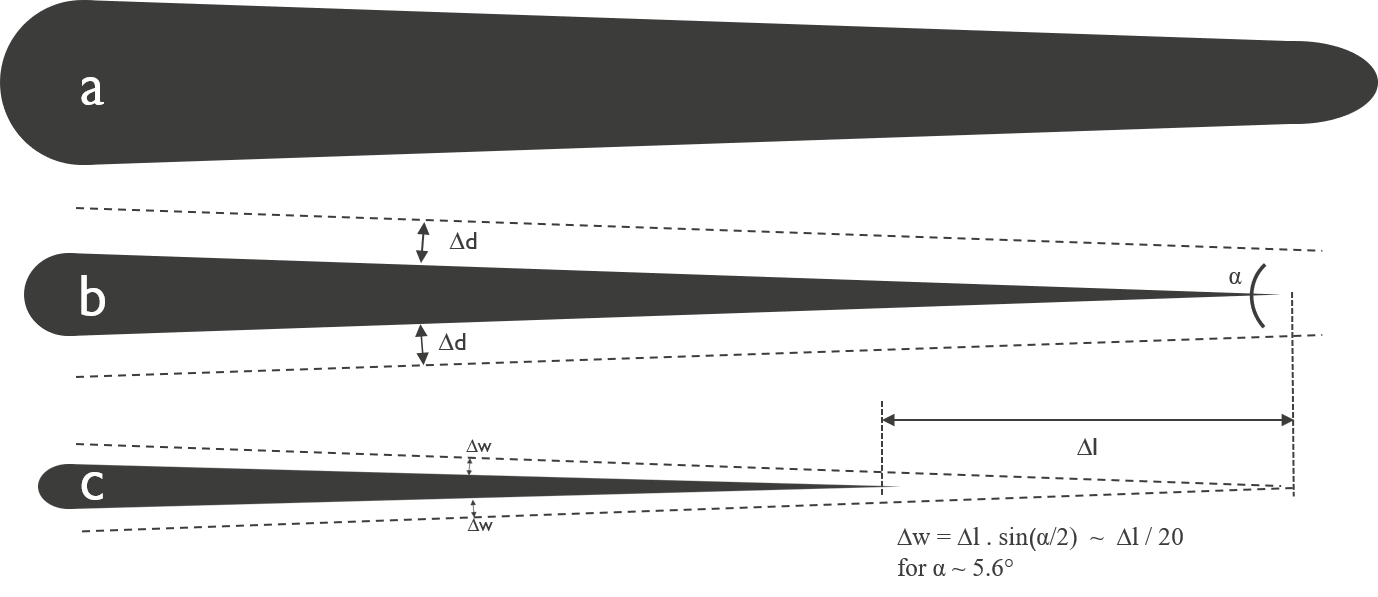 a
Δd
α
b
Δd
Δl
Δw
c
Δw
Δw = Δl . sin(α/2) ~ Δl / 20
for α ~ 5.6°